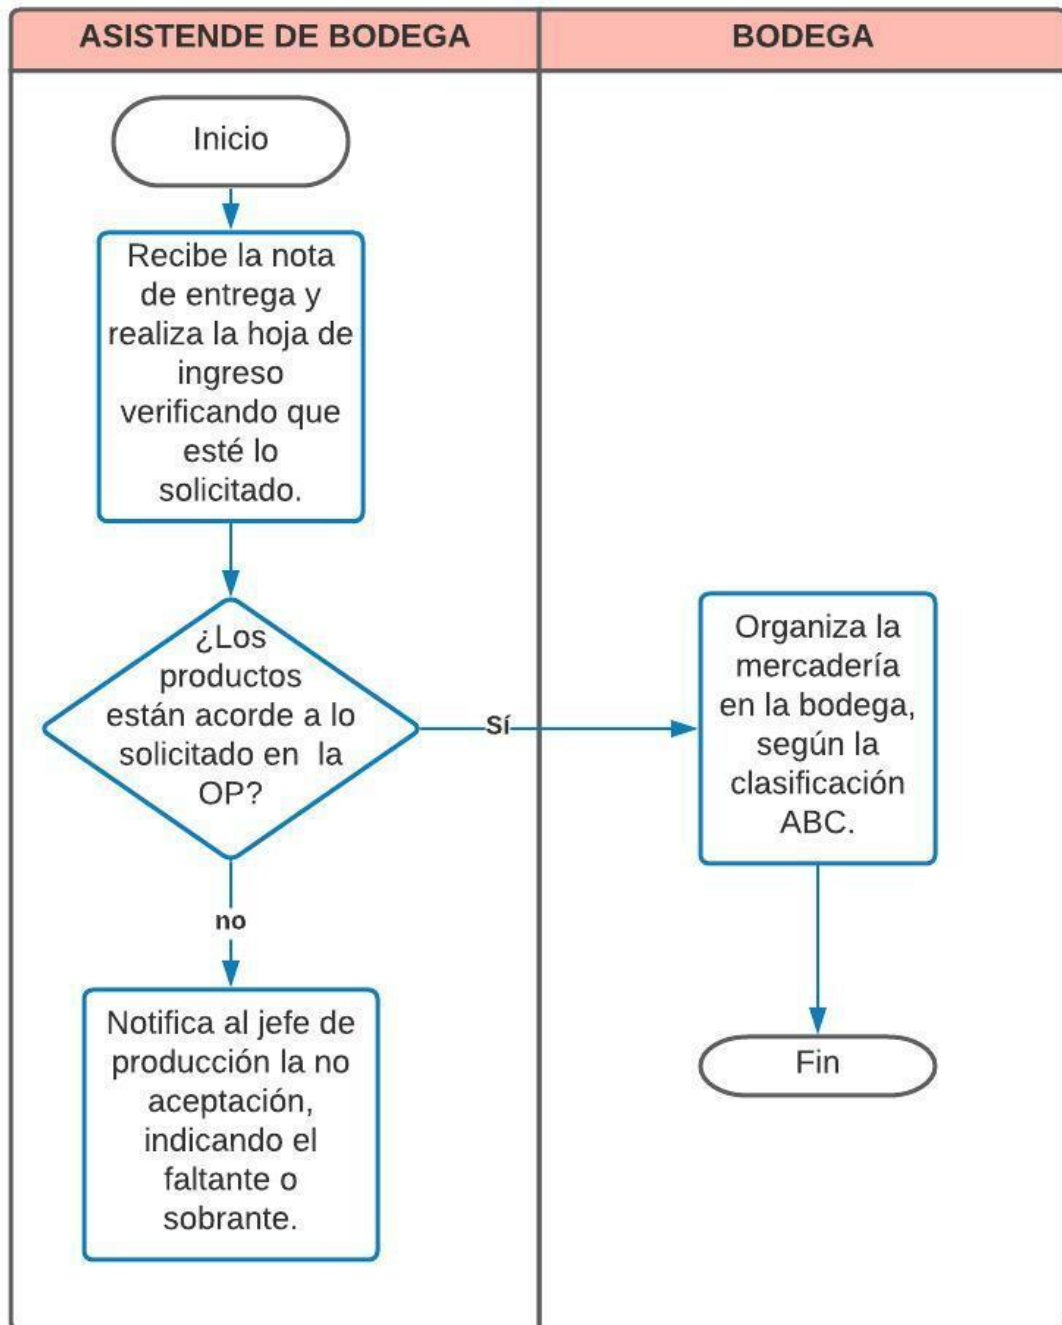 ASISTENDE DE BODEGA
BODEGA
Inicio
Recibe la nota
de entrega y
realiza la hoja de
ingreso
verificando que
esté lo
solicitado.
¿Los
productos
están acorde a lo
solicitado en la
OP?
Sí
Organiza la
mercadería
en la bodega,
según la
clasificación
ABC.
no
Notifica al jefe de
producción la no
aceptación,
indicando el
faltante o
sobrante.
Fin